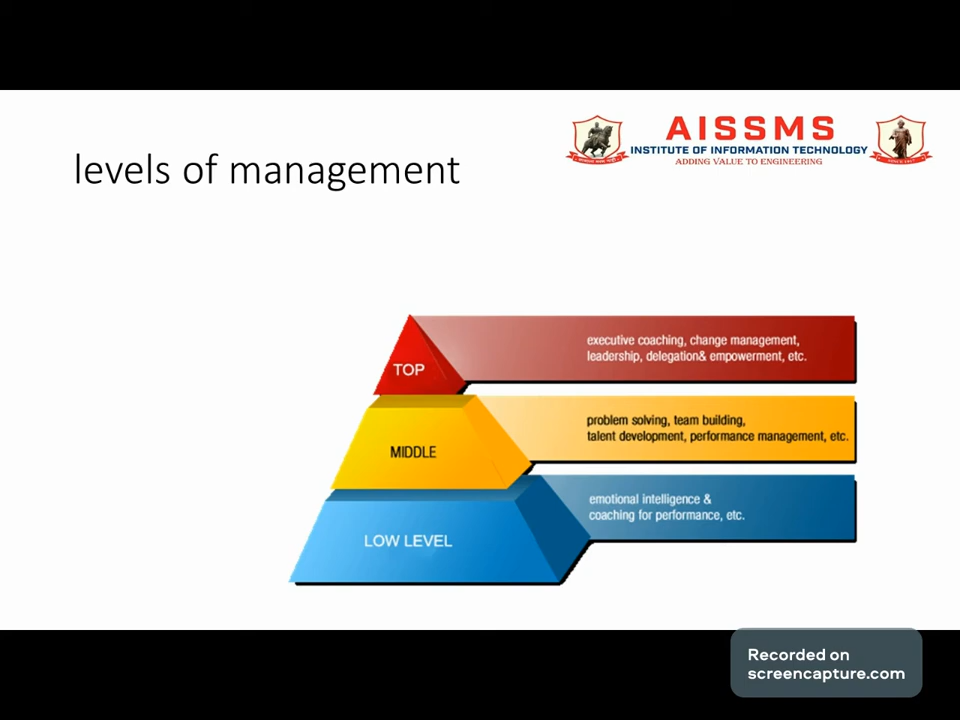 AISSMS
INSTITUTE OF INFORMATION TECHNOLOGY
ADDING VALUE TO ENGINEERING
levels of management
TOP
executive coaching, change management,
leadership, delegation& empowerment, etc.
MIDDLE
problem solving, team building,
talent development, performance management, etc.
LOW LEVEL
emotional intelligence &
coaching for performance, etc.
Recorded on
screencapture.com